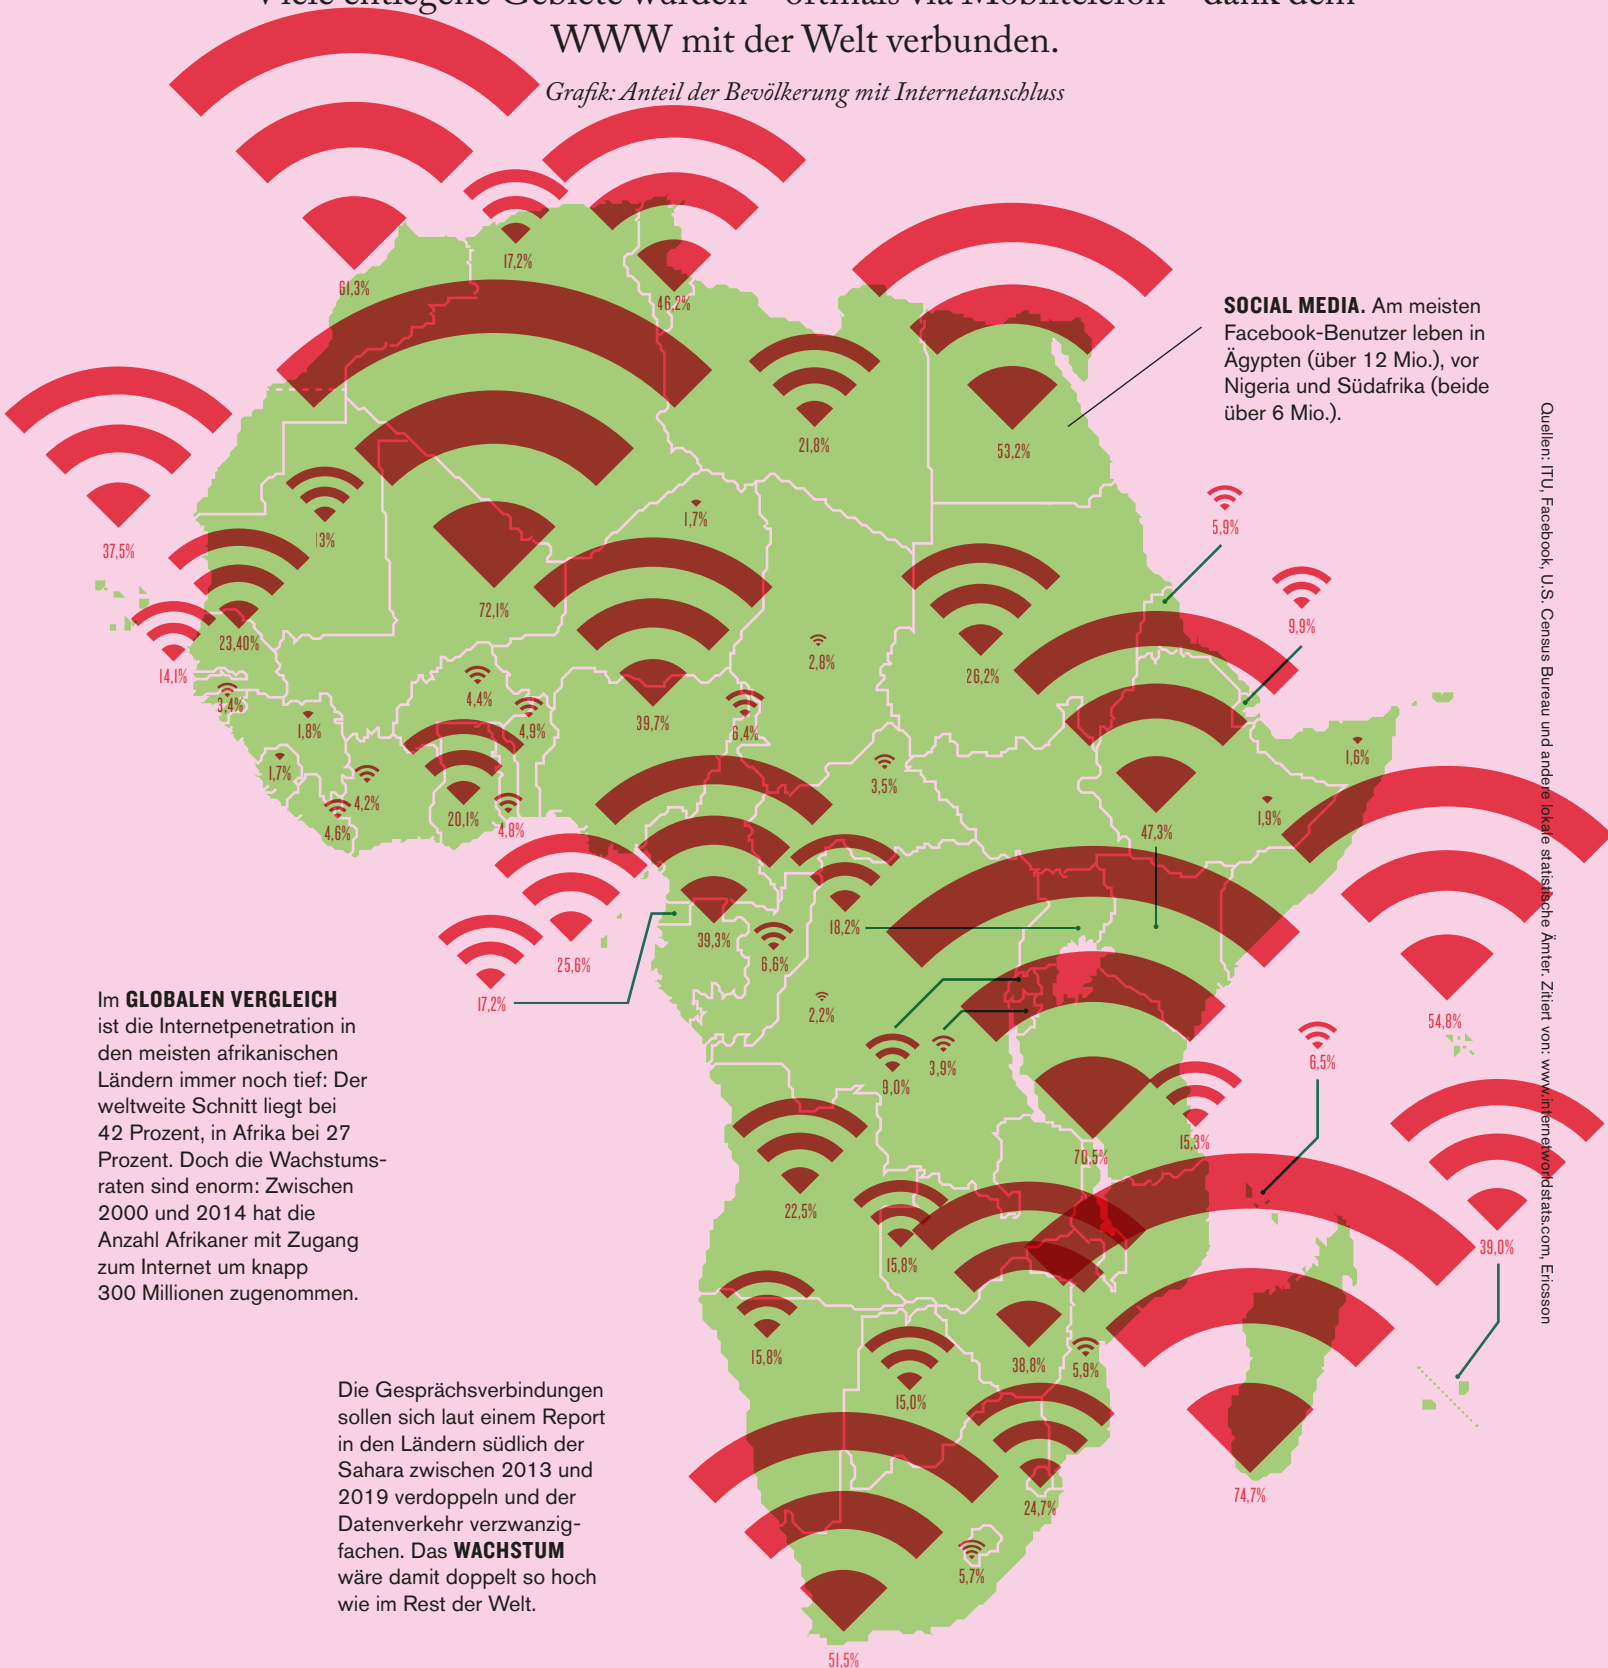 WWW mit der Welt verbunden.
Grafik: Anteil der Bevölkerung mit Internetanschluss
17,2%
61,3%
46,2%
SOCIAL MEDIA. Am meisten
Facebook-Benutzer leben in
Ägypten (über 12 Mio.), vor
Nigeria und Südafrika (beide
über 6 Mio.).
21,8%
53,2%
1,7%
5,9%
13%
37,5%
72,1%
9,9%
23,40%
2,8%
14,1%
26,2%
4,4%
3,4%
39,7%
4,9%
6,4%
1,8%
1,6%
1,7%
3,5%
4,2%
20,1%
1,9%
4,6%
4,8%
47,3%
18,2%
39,3%
6,6%
25,6%
17,2%
2,2%
54,8%
6,5%
3,9%
9,0%
15,3%
70,5%
Im GLOBALEN VERGLEICH
ist die Internetpenetration in
den meisten afrikanischen
Ländern immer noch tief: Der
weltweite Schnitt liegt bei
42 Prozent, in Afrika bei 27
Prozent. Doch die Wachstums-
raten sind enorm: Zwischen
2000 und 2014 hat die
Anzahl Afrikaner mit Zugang
zum Internet um knapp
300 Millionen zugenommen.
22,5%
39,0%
15,8%
15,8%
38,8%
5,9%
15,0%
74,7%
24,7%
5,7%
51,5%
Die Gesprächsverbindungen
sollen sich laut einem Report
in den Ländern südlich der
Sahara zwischen 2013 und
2019 verdoppeln und der
Datenverkehr verzwanzig-
fachen. Das WACHSTUM
wäre damit doppelt so hoch
wie im Rest der Welt.
Quellen: ITU, Facebook, U.S. Census Bureau und andere lokale statistische Ämter. Zitiert von: www.internetworldstats.com, Ericsson